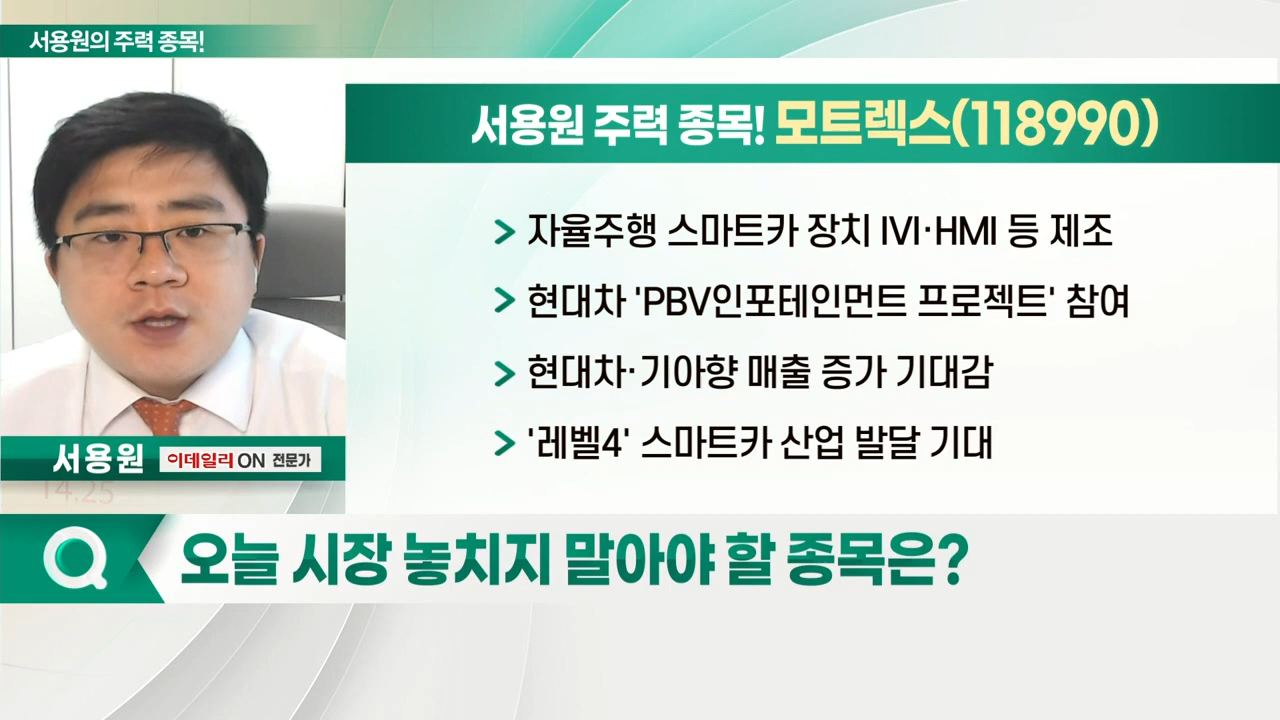 서용원의 주력 종목!
서용원 주력 종목! 모트렉스(118990)
> 자율주행 스마트카 장치 IVI·HMI 등 제조
> 현대차 'PBV인포테인먼트 프로젝트' 참여
> 현대차·기아향 매출 증가 기대감
> '레벨4' 스마트카 산업 발달 기대
서용원 이데일리 ON 전문가
14:25
Q 오늘 시장 놓치지 말아야 할 종목은?